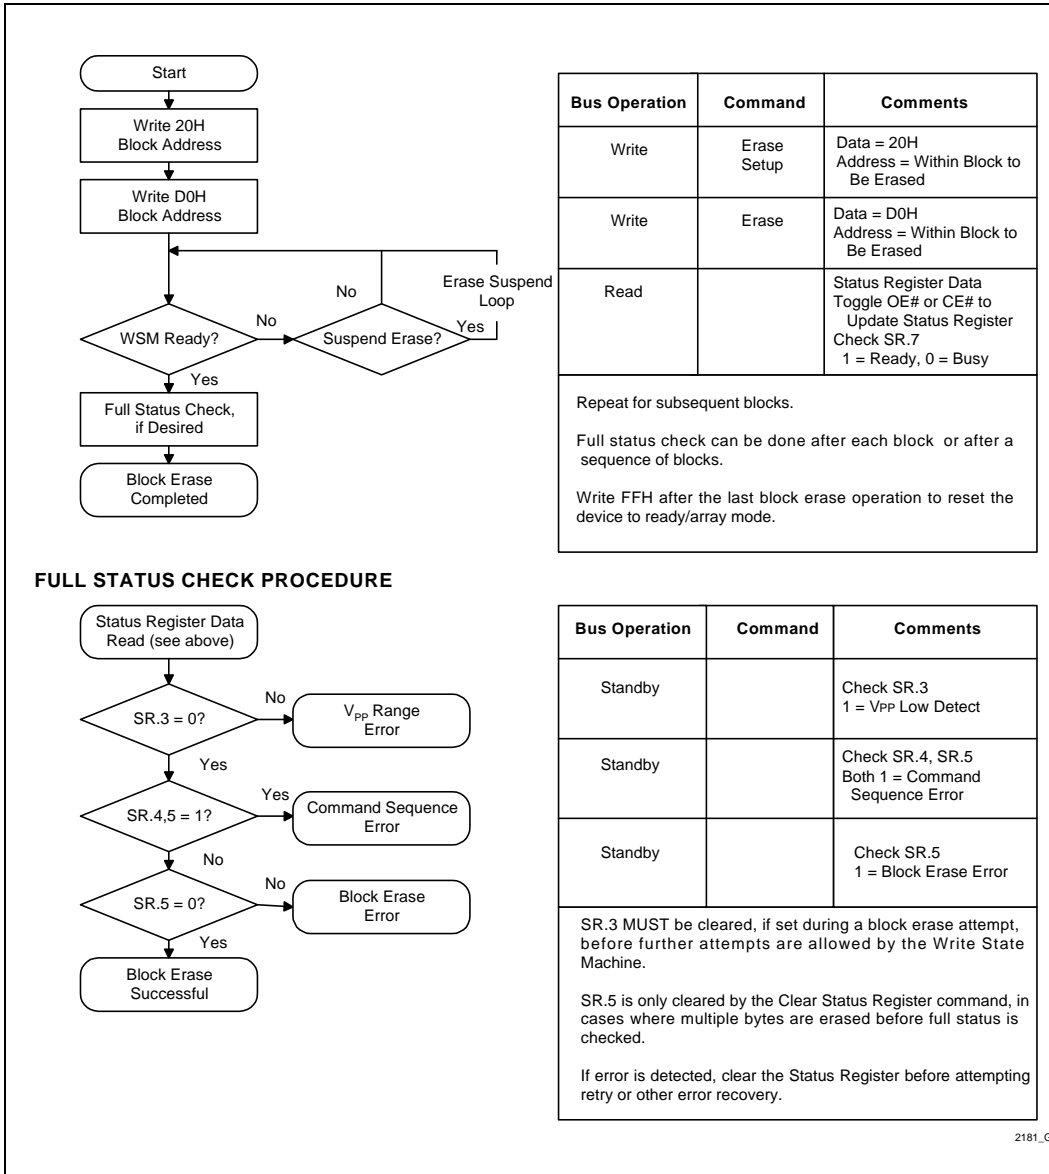 Start
Write 20H
Block Address
Write D0H
Block Address
WSM Ready?
No
Suspend Erase?
No
Yes
Erase Suspend
Loop
Yes
Full Status Check,
if Desired
Block Erase
Completed
Bus Operation Command Comments
Write Erase
Setup Data = 20H
Address = Within Block to
Be Erased
Write Erase Data = D0H
Address = Within Block to
Be Erased
Read Status Register Data
Toggle OE# or CE# to
Update Status Register
Check SR.7
1 = Ready, 0 = Busy
Repeat for subsequent blocks.
Full status check can be done after each block or after a
sequence of blocks.
Write FFH after the last block erase operation to reset the
device to ready/array mode.
FULL STATUS CHECK PROCEDURE
Status Register Data
Read (see above)
SR.3 = 0?
No
VPP Range
Error
Yes
SR.4,5 = 1?
Yes
Command Sequence
Error
No
SR.5 = 0?
No
Block Erase
Error
Yes
Block Erase
Successful
Bus Operation Command Comments
Standby Check SR.3
1 = VPP Low Detect
Standby Check SR.4, SR.5
Both 1 = Command
Sequence Error
Standby Check SR.5
1 = Block Erase Error
SR.3 MUST be cleared, if set during a block erase attempt,
before further attempts are allowed by the Write State
Machine.
SR.5 is only cleared by the Clear Status Register command, in
cases where multiple bytes are erased before full status is
checked.
If error is detected, clear the Status Register before attempting
retry or other error recovery.